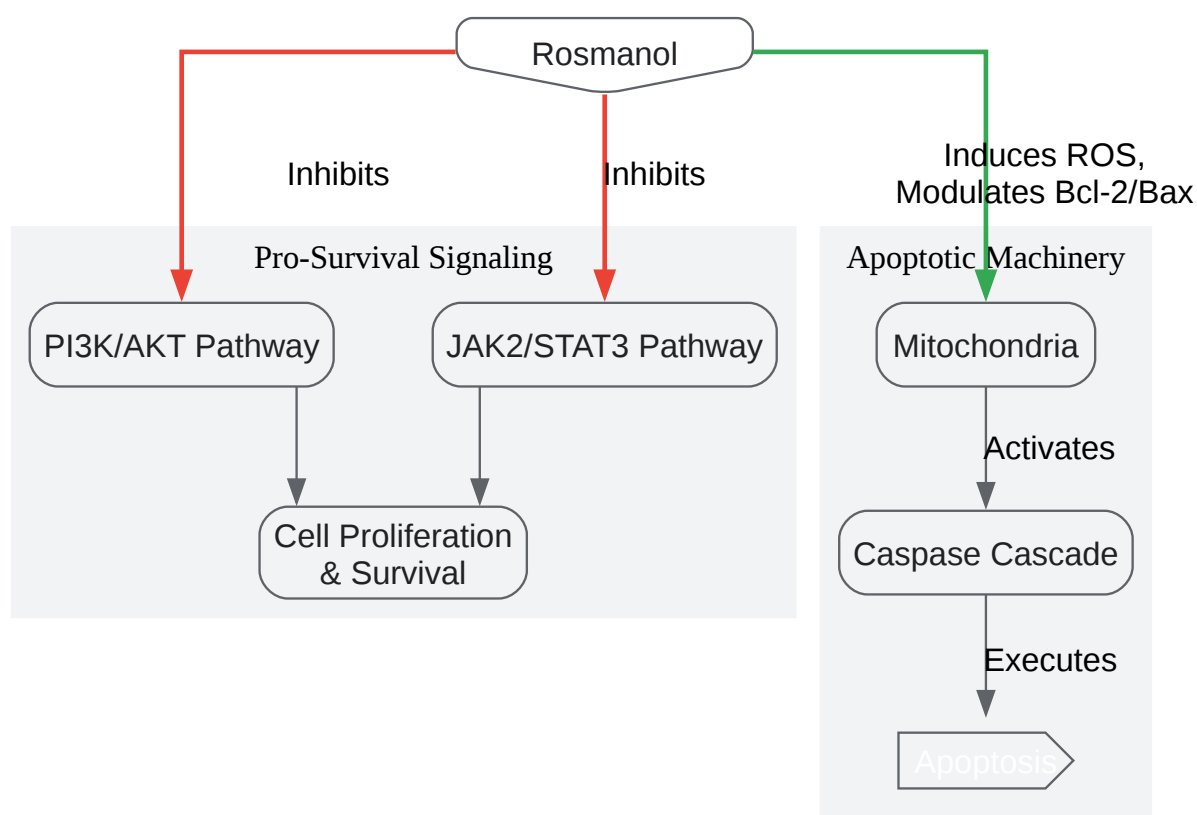 Rosmanol
Inhibits
Inhibits
Induces ROS,
Modulates Bcl-2/Bax
Pro-Survival Signaling
Apoptotic Machinery
PI3K/AKT Pathway
JAK2/STAT3 Pathway
Mitochondria
Activates
Cell Proliferation
& Survival
Caspase Cascade
Executes
Apoptosis